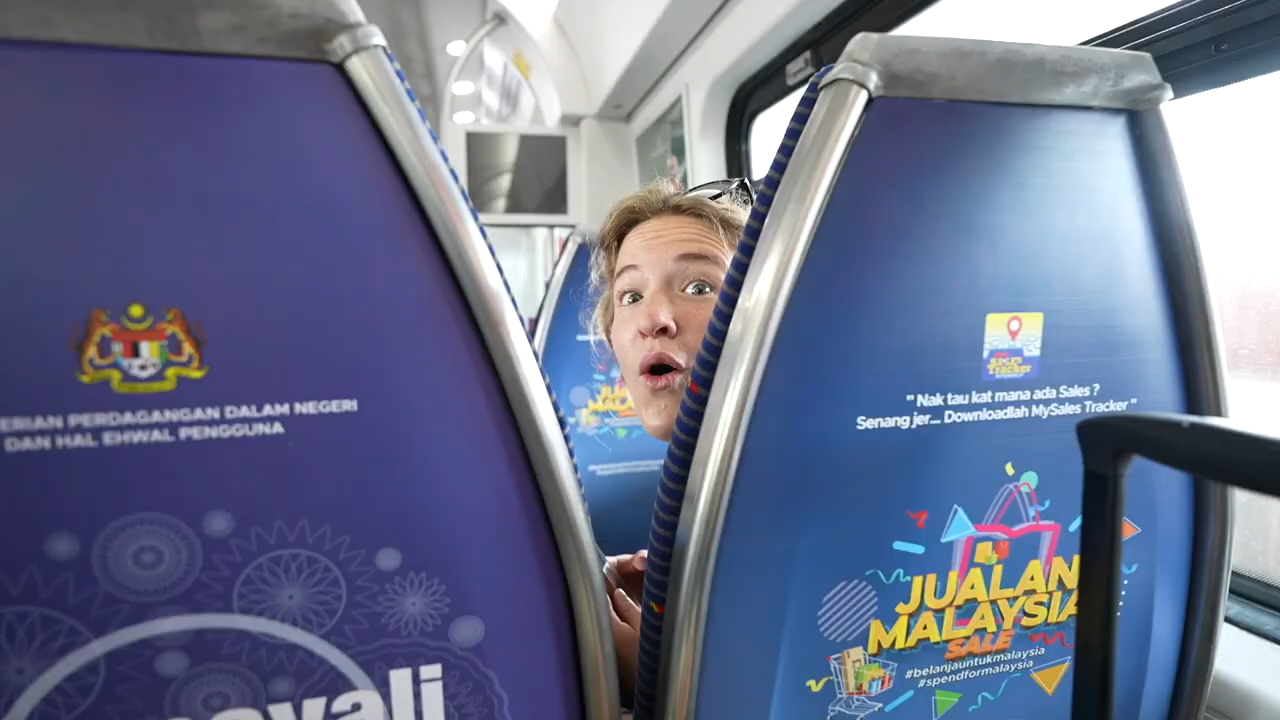 PERDAGANGAN DALAM NEGERI
DAN HAL EHWAL PENGGUNA
Tracker
" Nak tau kat mana ada Sales ?
Senang jer... Downloadlah MySales Tracker "
JUALAN
MALAYSIA
SALE
#belanjauntukmalaysia
#spendformalaysia